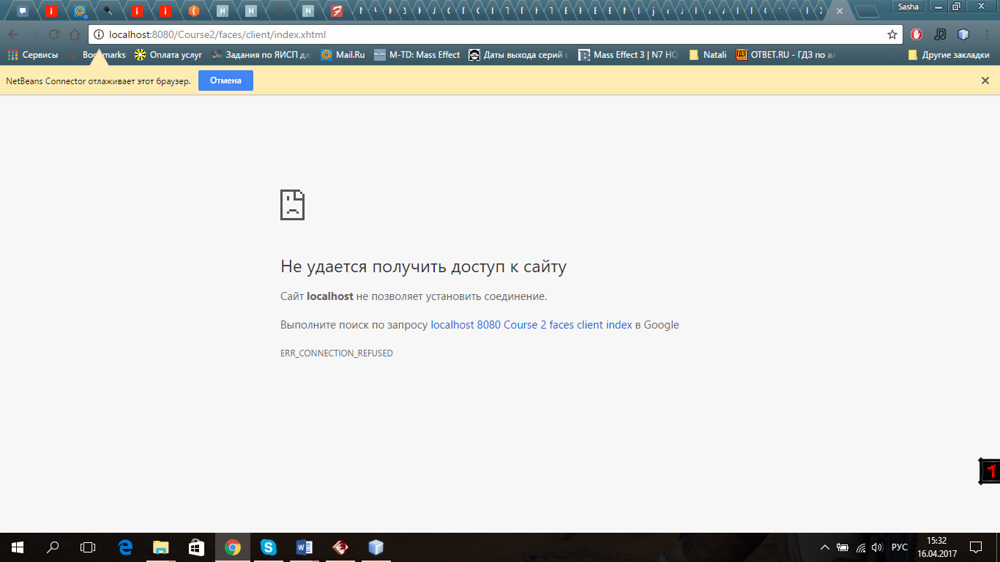 Sasha
localhost:8080/Course2/faces/client/index.xhtml
Сервисы
Bookmarks
Оплата услуг
Задания по ЯИСП дл
Mail.Ru
M-TD: Mass Effect
Даты выхода серий с
Mass Effect 3 | N7 HQ
Natali
ОТВЕТ.RU - ГДЗ по ал
Другие закладки
NetBeans Connector отлаживает этот браузер.
Отмена
Не удается получить доступ к сайту
Сайт localhost не позволяет установить соединение.
Выполните поиск по запросу localhost 8080 Course 2 faces client index в Google
ERR_CONNECTION_REFUSED
РУС
15:32
16.04.2017